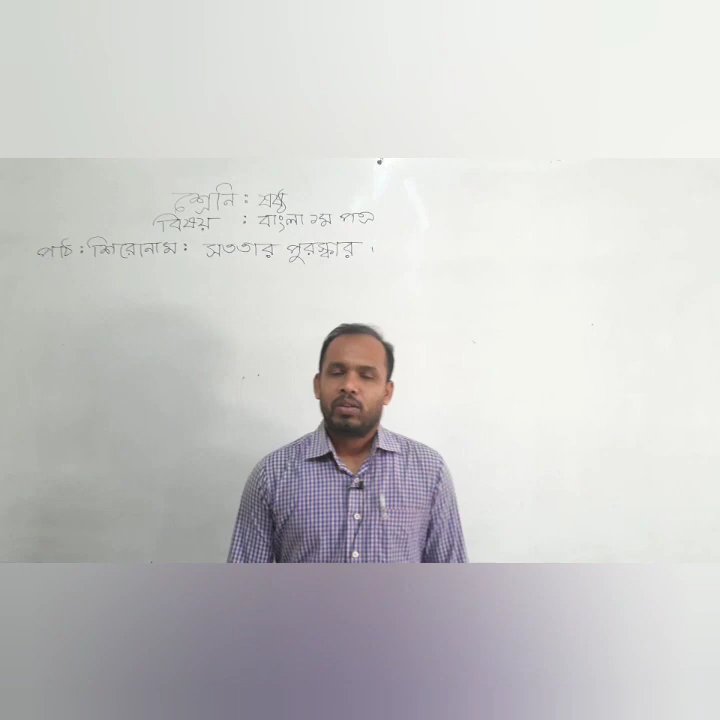 শ্রেনি : ষষ্ঠ
বিষয় : বাংলা ১ম পত্র
পাঠ : শিরোনাম : সততার পুরস্কার ।